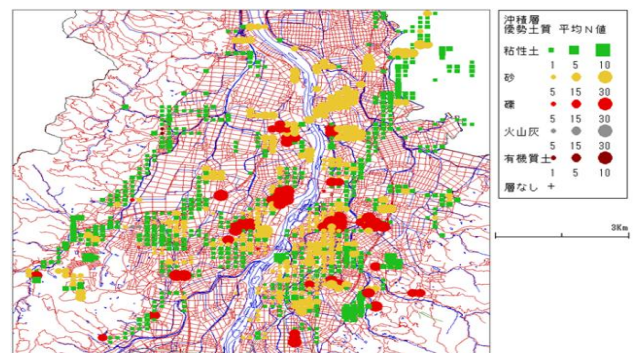 沖積層
優勢土質 平均N値
粘性土
1 5 10
砂
5 15 30
礫
5 15 30
火山灰
5 15 30
有機質土
1 5 10
層なし +
3Km